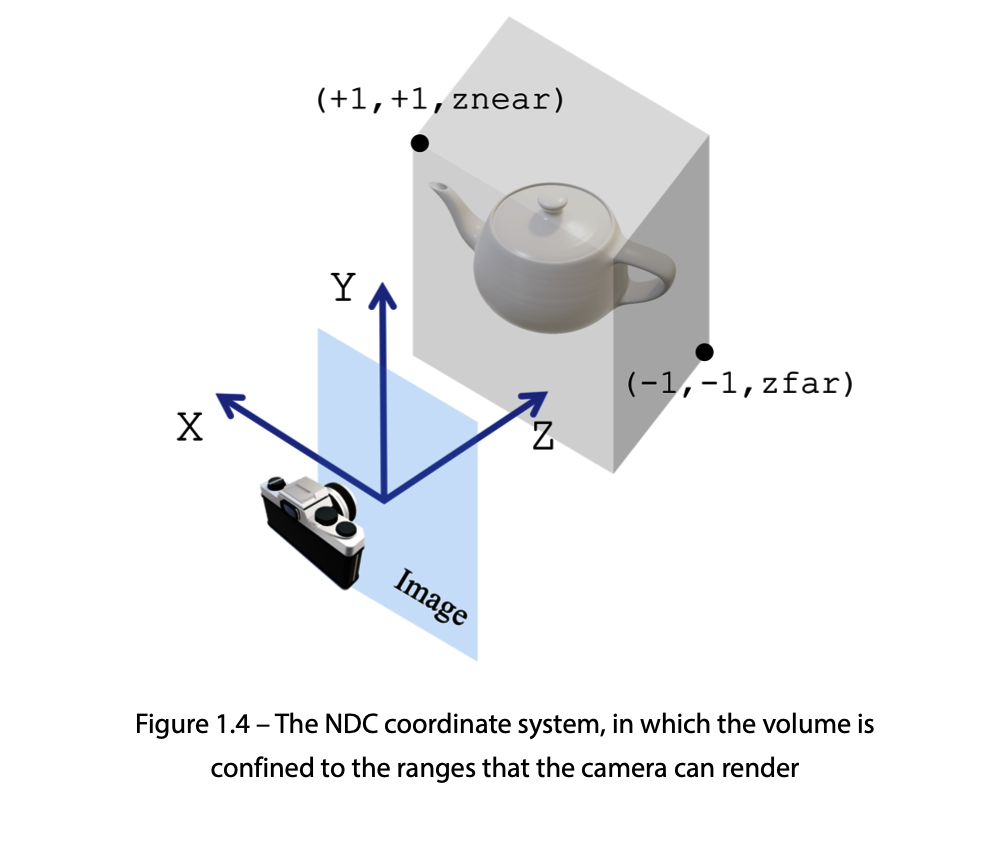 (+1,+1,znear)
Y
X
Z
(-1,-1,zfar)
Image
Figure 1.4 – The NDC coordinate system, in which the volume is
confined to the ranges that the camera can render